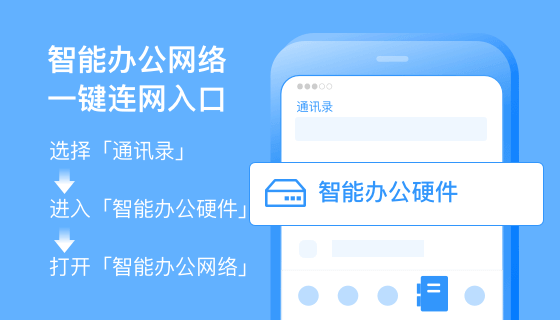 智能办公网络
一键连网入口
选择「通讯录」
进入「智能办公硬件」
打开「智能办公网络」
通讯录
智能办公硬件